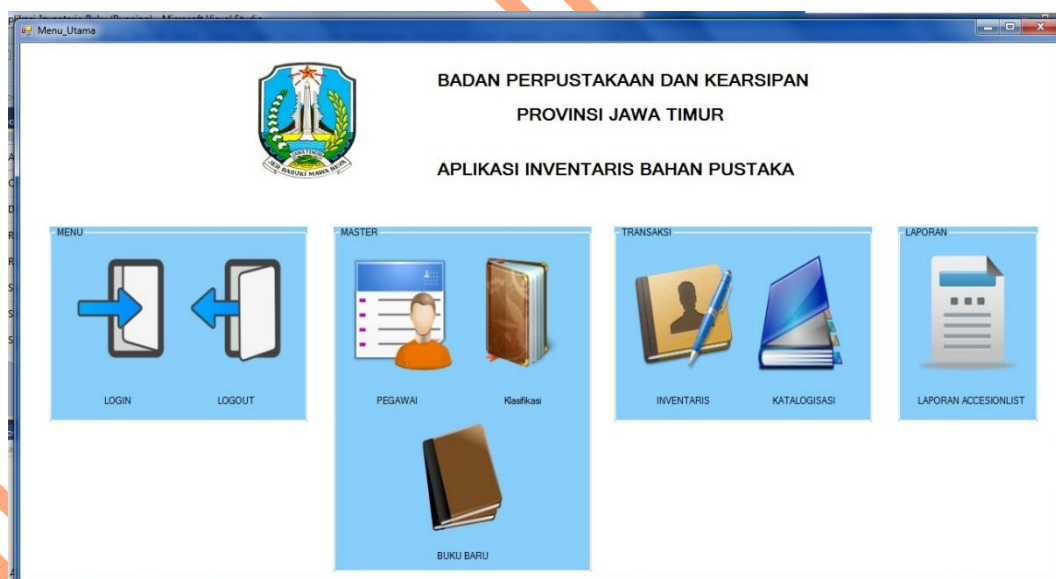 Menu_Utama
BADAN PERPUSTAKAAN DAN KEARSIPAN
PROVINSI JAWA TIMUR
APLIKASI INVENTARIS BAHAN PUSTAKA
MENU
LOGIN
LOGOUT
MASTER
PEGAWAI
Klasifikasi
BUKU BARU
TRANSAKSI
INVENTARIS
KATALOGISASI
LAPORAN
LAPORAN ACCESIONLIST